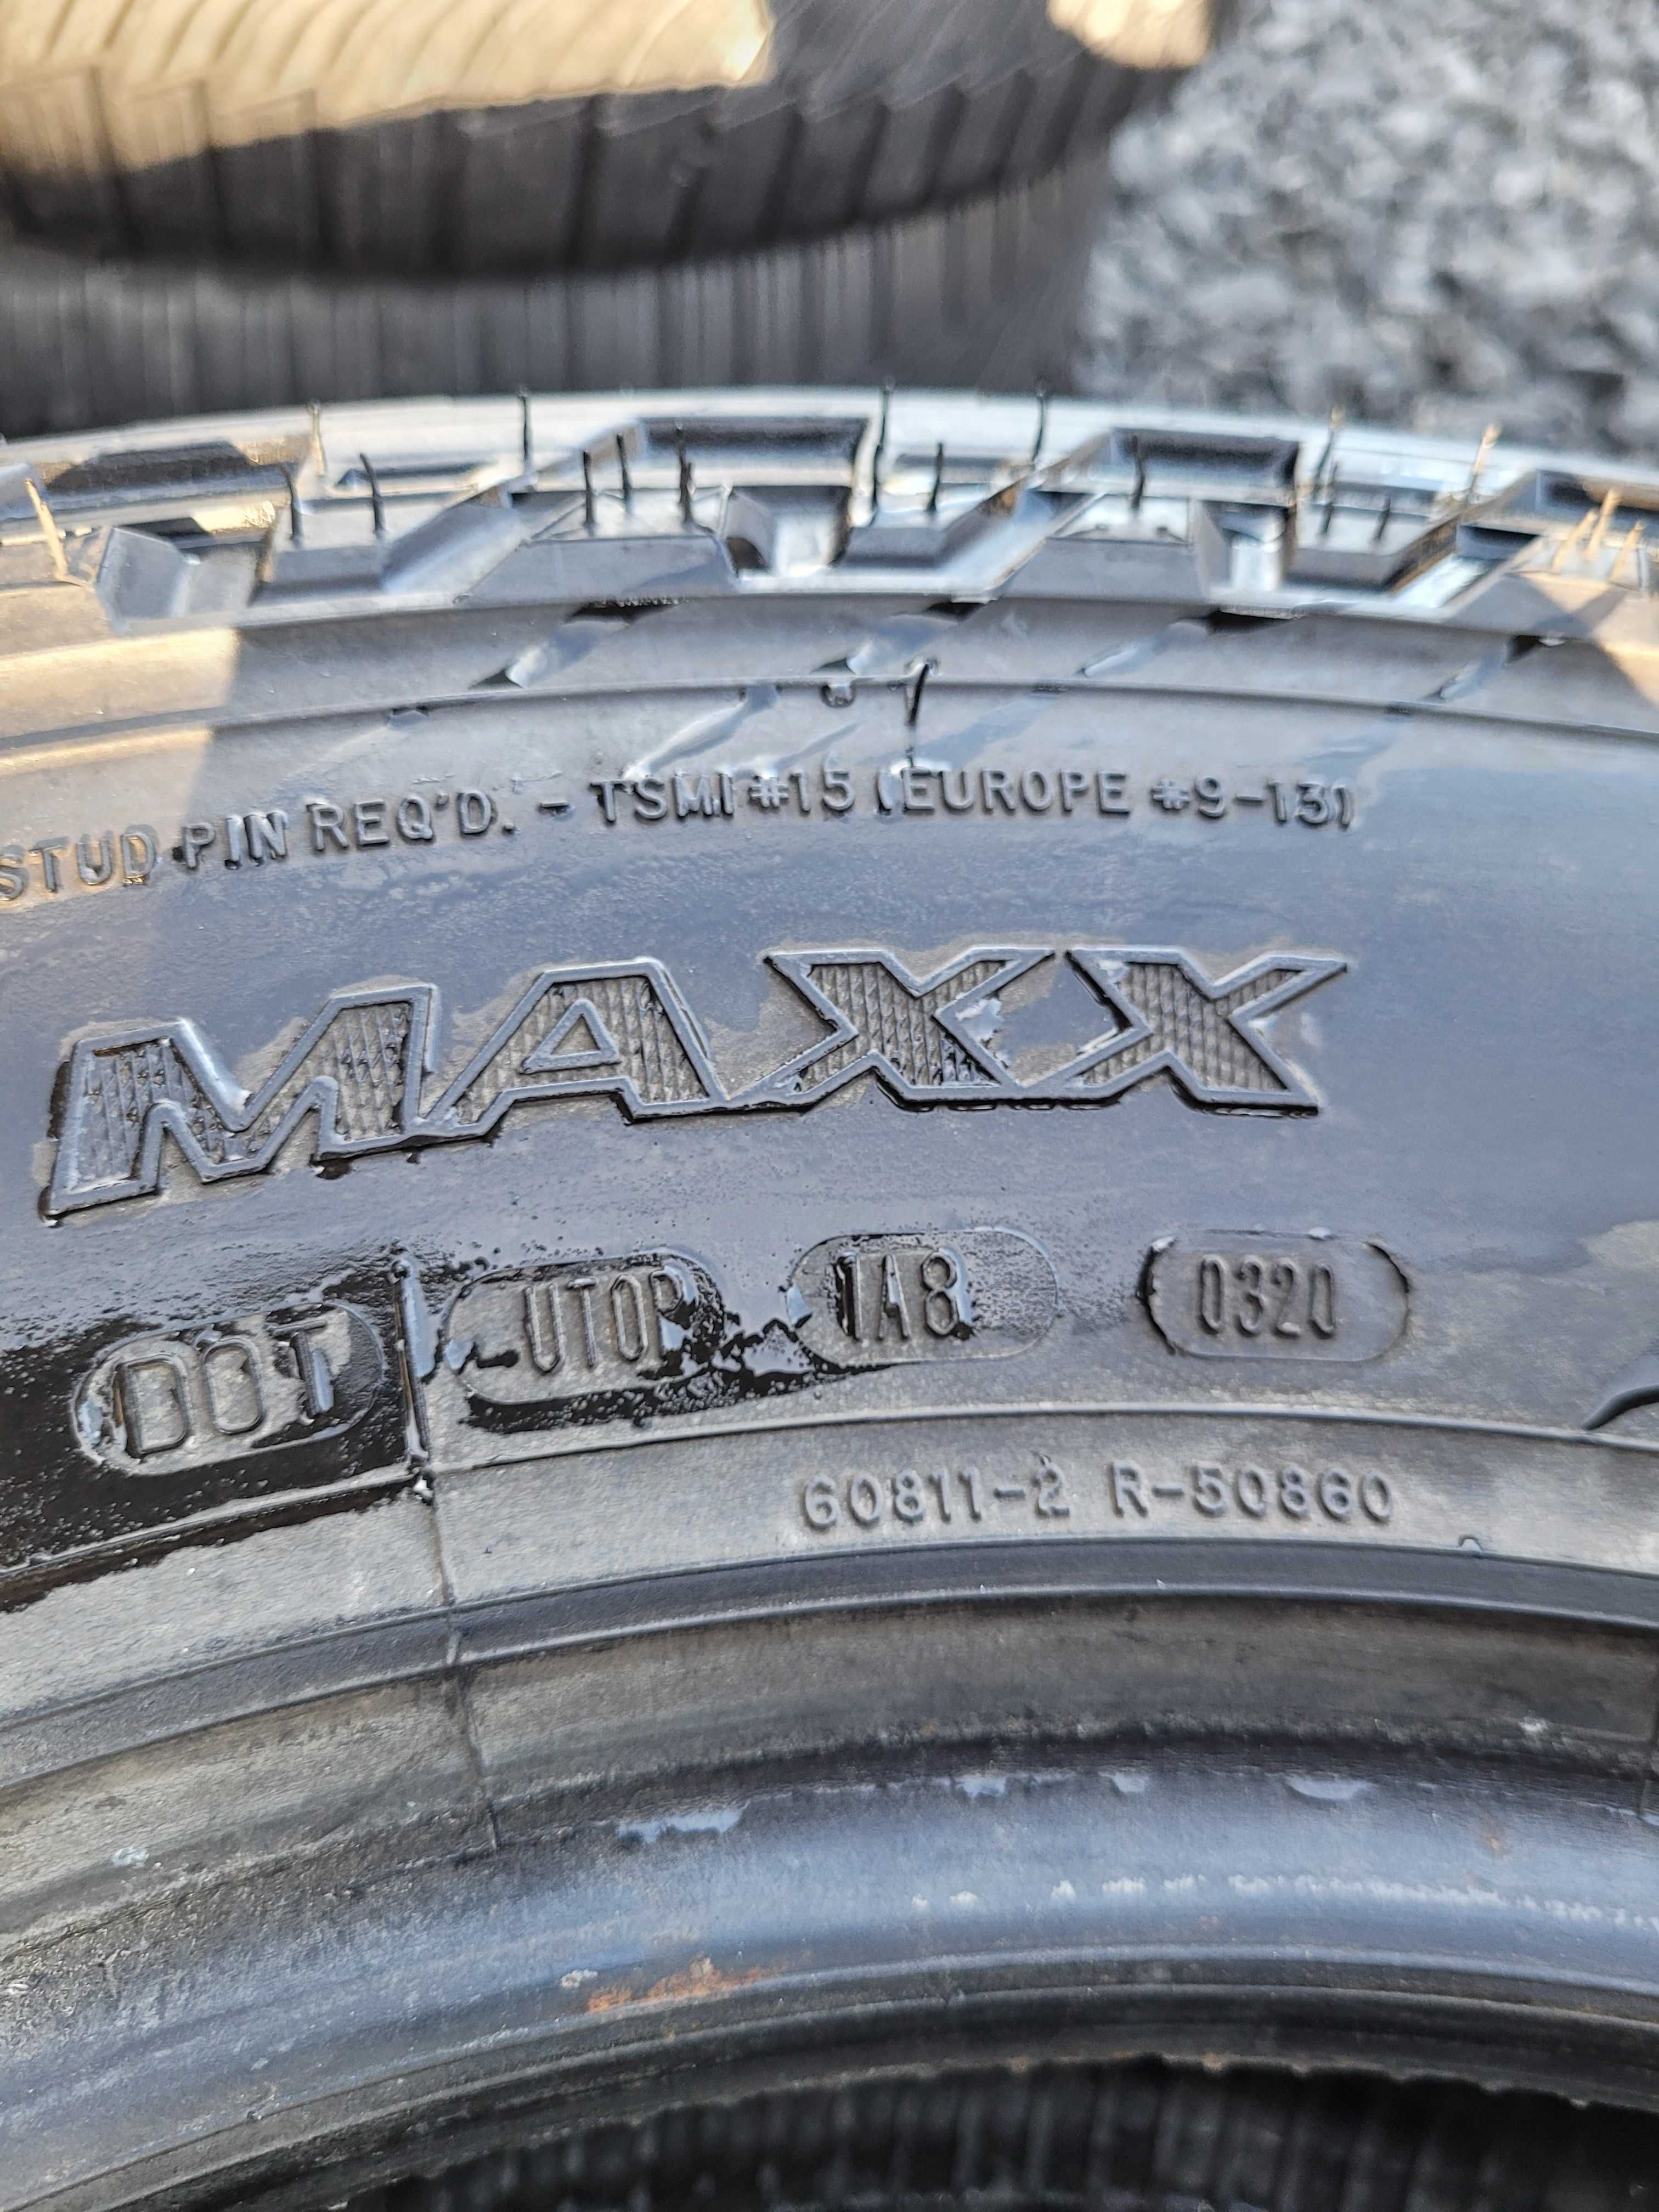 STUD PIN REQ'D. - TSMI #15 (EUROPE #9-13)
MAXX
DOT UTOP 1A8 0320
60811-2 R-50860